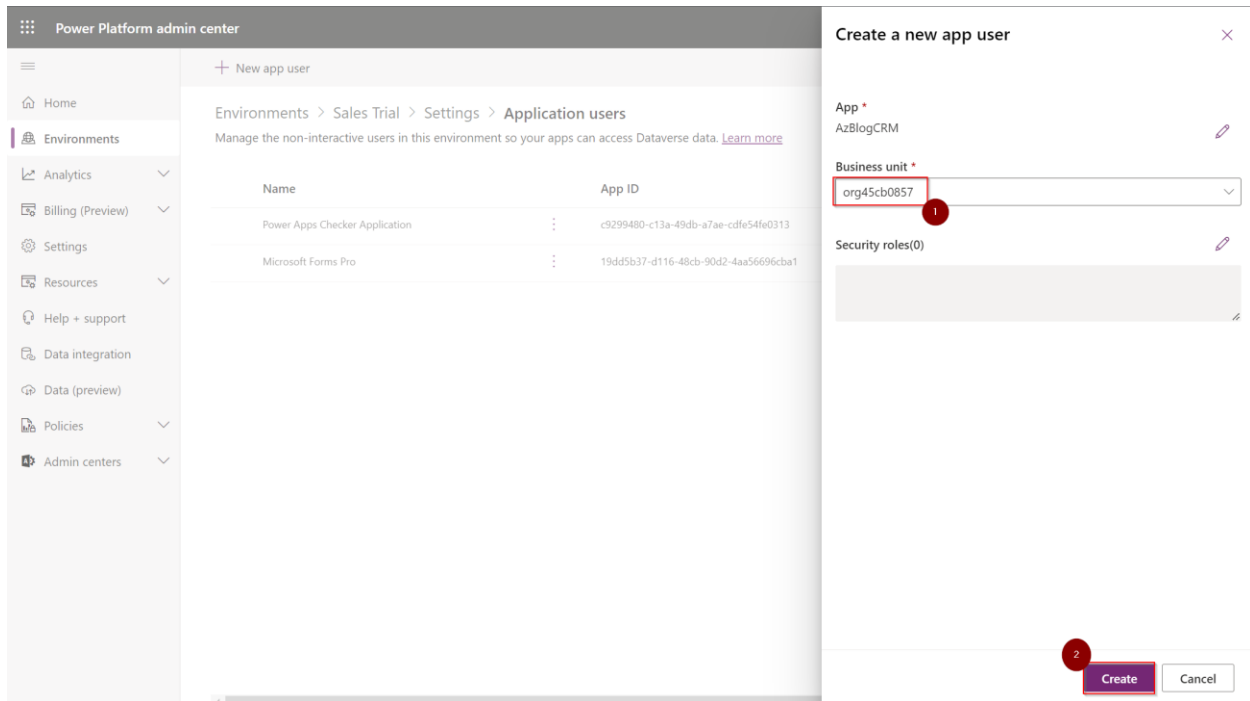 Power Platform admin center
Home
Environments
Analytics
Billing (Preview)
Settings
Resources
Help + support
Data integration
Data (preview)
Policies
Admin centers
New app user
Environments > Sales Trial > Settings > Application users
Manage the non-interactive users in this environment so your apps can access Dataverse data. Learn more
Name App ID
Power Apps Checker Application c9299480-c13a-49db-a7ae-cdfe54fe0313
Microsoft Forms Pro 19dd5b37-d116-48cb-90d2-4aa56696cba1
Create a new app user
App *
AzBlogCRM
Business unit *
org45cb0857
1
Security roles(0)
2
Create Cancel